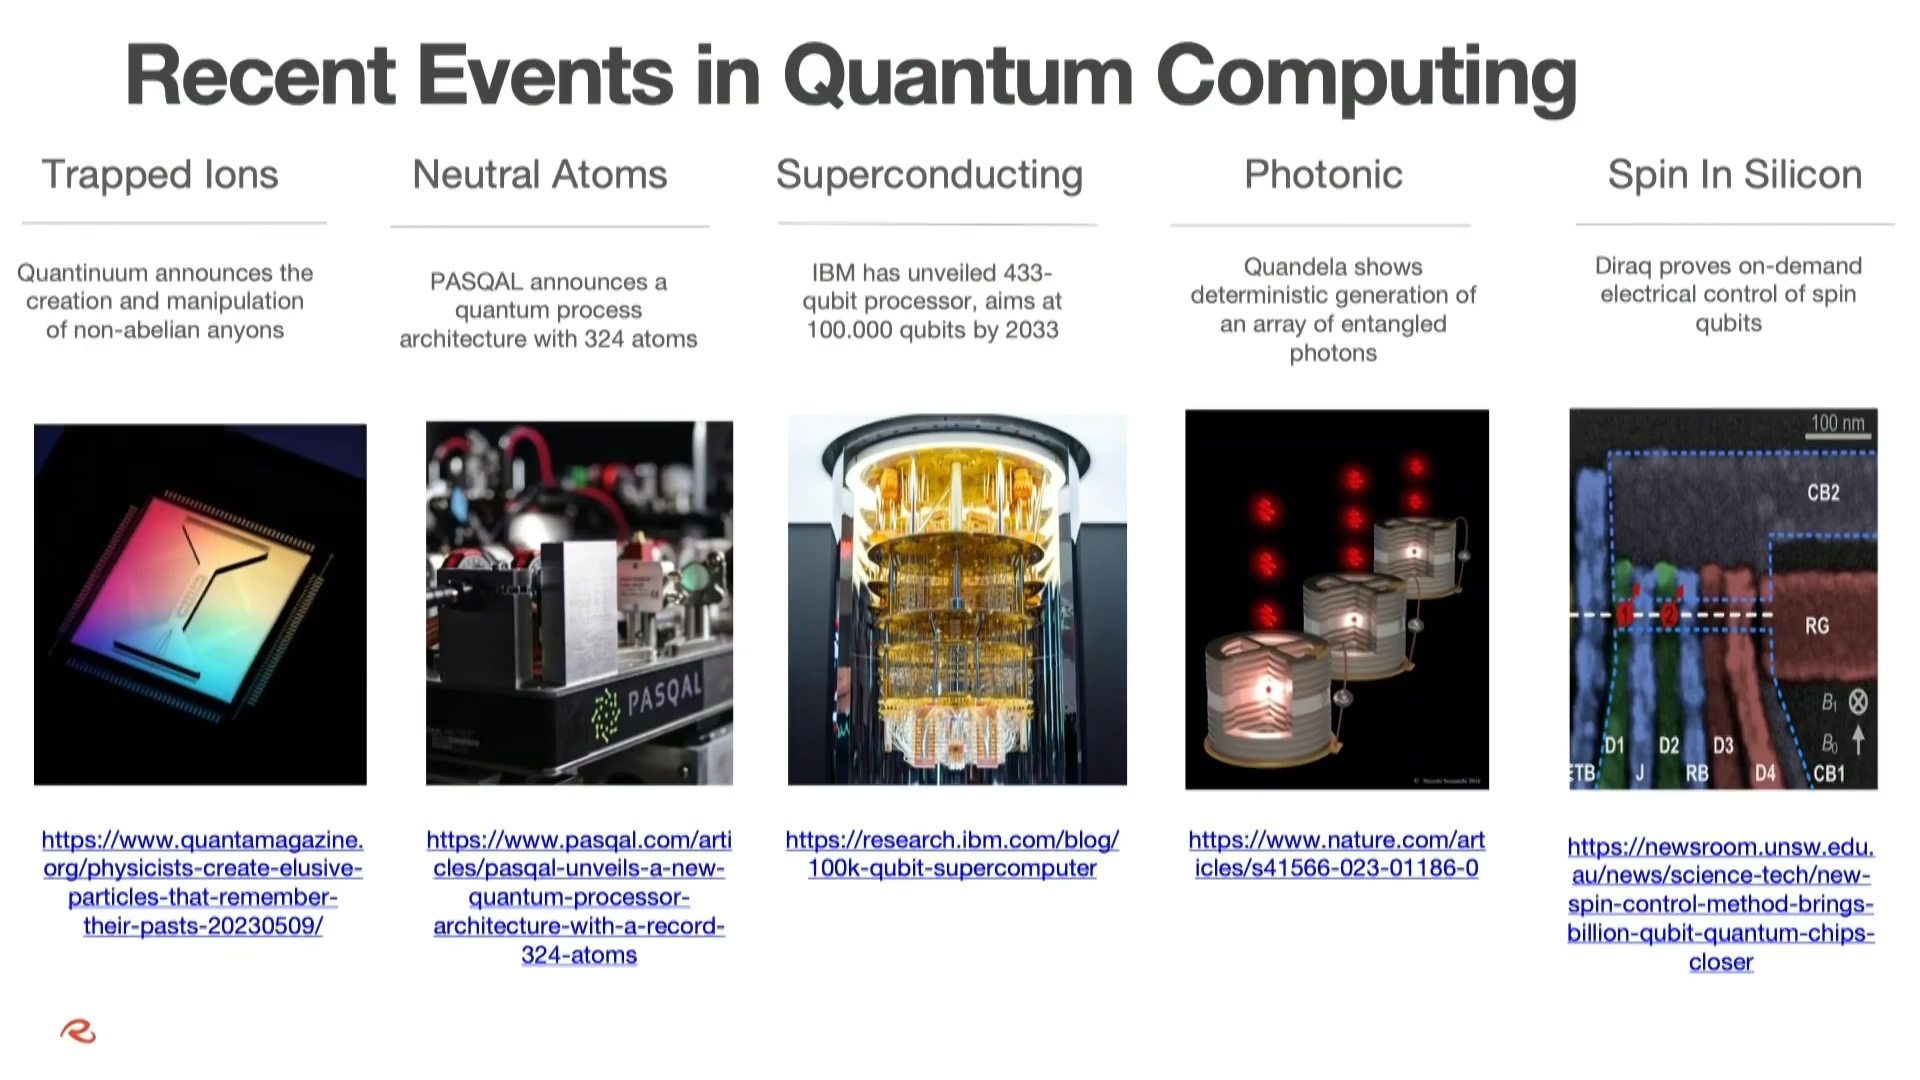 Recent Events in Quantum Computing
Trapped Ions
Quantinuum announces the
creation and manipulation
of non-abelian anyons
https://www.quantamagazine.
org/physicists-create-elusive-
particles-that-remember-
their-pasts-20230509/
Neutral Atoms
PASQAL announces a
quantum process
architecture with 324 atoms
PASQAL
https://www.pasqal.com/arti
cles/pasqal-unveils-a-new-
quantum-processor-
architecture-with-a-record-
324-atoms
Superconducting
IBM has unveiled 433-
qubit processor, aims at
100.000 qubits by 2033
https://research.ibm.com/blog/
100k-qubit-supercomputer
Photonic
Quandela shows
deterministic generation of
an array of entangled
photons
https://www.nature.com/art
icles/s41566-023-01186-0
Spin In Silicon
Diraq proves on-demand
electrical control of spin
qubits
100 nm
CB2
1 2
RG
B₁
B₀
D1 D2 D3
ETB J RB D4 CB1
https://newsroom.unsw.edu.
au/news/science-tech/new-
spin-control-method-brings-
billion-qubit-quantum-chips-
closer